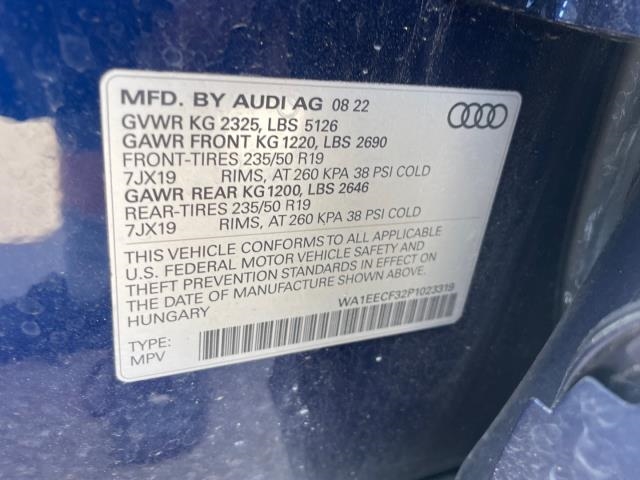 MFD. BY AUDI AG 08 22
GVWR KG 2325, LBS 5126
GAWR FRONT KG 1220, LBS 2690
FRONT-TIRES 235/50 R19
7JX19 RIMS, AT 260 KPA 38 PSI COLD
GAWR REAR KG 1200, LBS 2646
REAR-TIRES 235/50 R19
7JX19 RIMS, AT 260 KPA 38 PSI COLD
THIS VEHICLE CONFORMS TO ALL APPLICABLE
U.S. FEDERAL MOTOR VEHICLE SAFETY AND
THEFT PREVENTION STANDARDS IN EFFECT ON
THE DATE OF MANUFACTURE SHOWN ABOVE.
HUNGARY
WA1EECF32P1023319
TYPE:
MPV